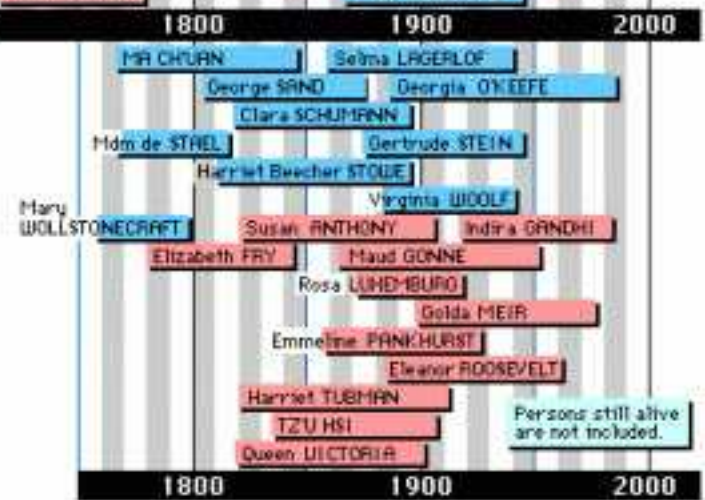 1800 1900 2000
MA CH'UAN Selma LAGERLOF
George SAND Georgia O'KEEFE
Clara SCHUMANN
Mdm de STAEL Gertrude STEIN
Harriet Beecher STOWE
Virginia WOOLF
Mary
WOLLSTONECRAFT Susan ANTHONY Indira GANDHI
Elizabeth FRY Maud GONNE
Rosa LUXEMBURG
Golda MEIR
Emmeline PANKHURST
Eleanor ROOSEVELT
Harriet TUBMAN
TZ'U HSI
Queen VICTORIA
Persons still alive
are not included.
1800 1900 2000